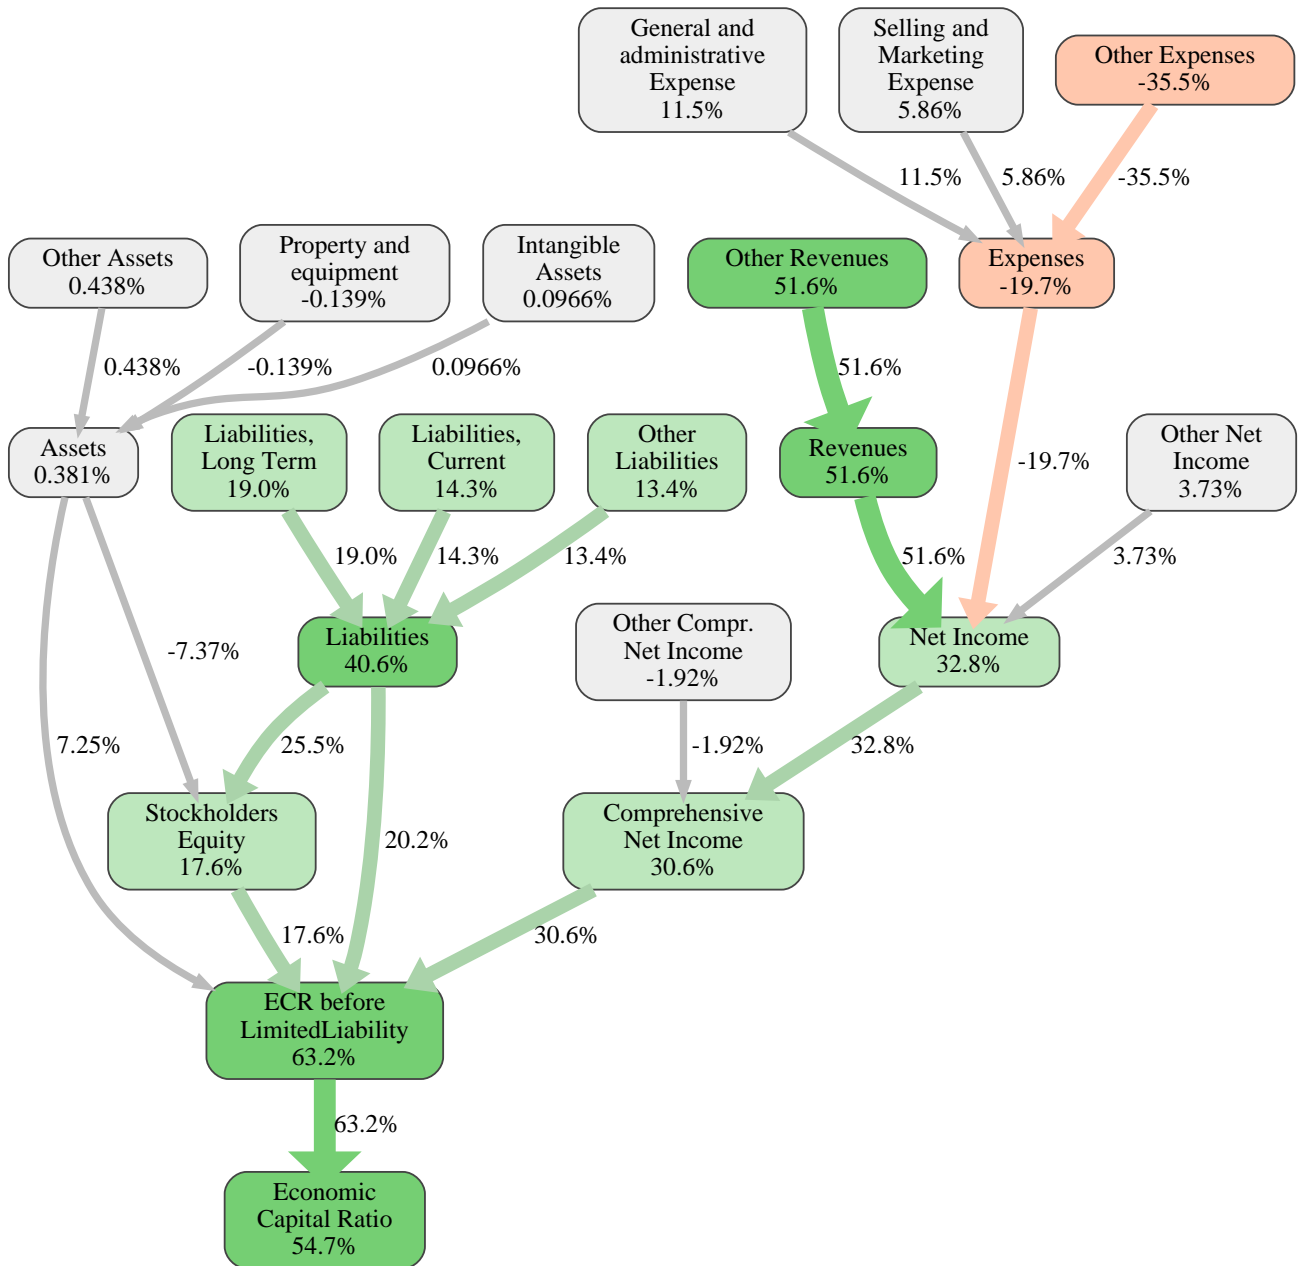 General and
administrative
Expense
11.5%
Selling and
Marketing
Expense
5.86%
Other Expenses
-35.5%
11.5%
5.86%
-35.5%
Other Assets
0.438%
Property and
equipment
-0.139%
Intangible
Assets
0.0966%
Other Revenues
51.6%
Expenses
-19.7%
0.438%
-0.139%
0.0966%
51.6%
Assets
0.381%
Liabilities,
Long Term
19.0%
Liabilities,
Current
14.3%
Other
Liabilities
13.4%
Revenues
51.6%
-19.7%
Other Net
Income
3.73%
19.0%
14.3%
13.4%
51.6%
3.73%
-7.37%
Liabilities
40.6%
Other Compr.
Net Income
-1.92%
Net Income
32.8%
7.25%
25.5%
-1.92%
32.8%
Stockholders
Equity
17.6%
20.2%
Comprehensive
Net Income
30.6%
17.6%
30.6%
ECR before
LimitedLiability
63.2%
63.2%
Economic
Capital Ratio
54.7%